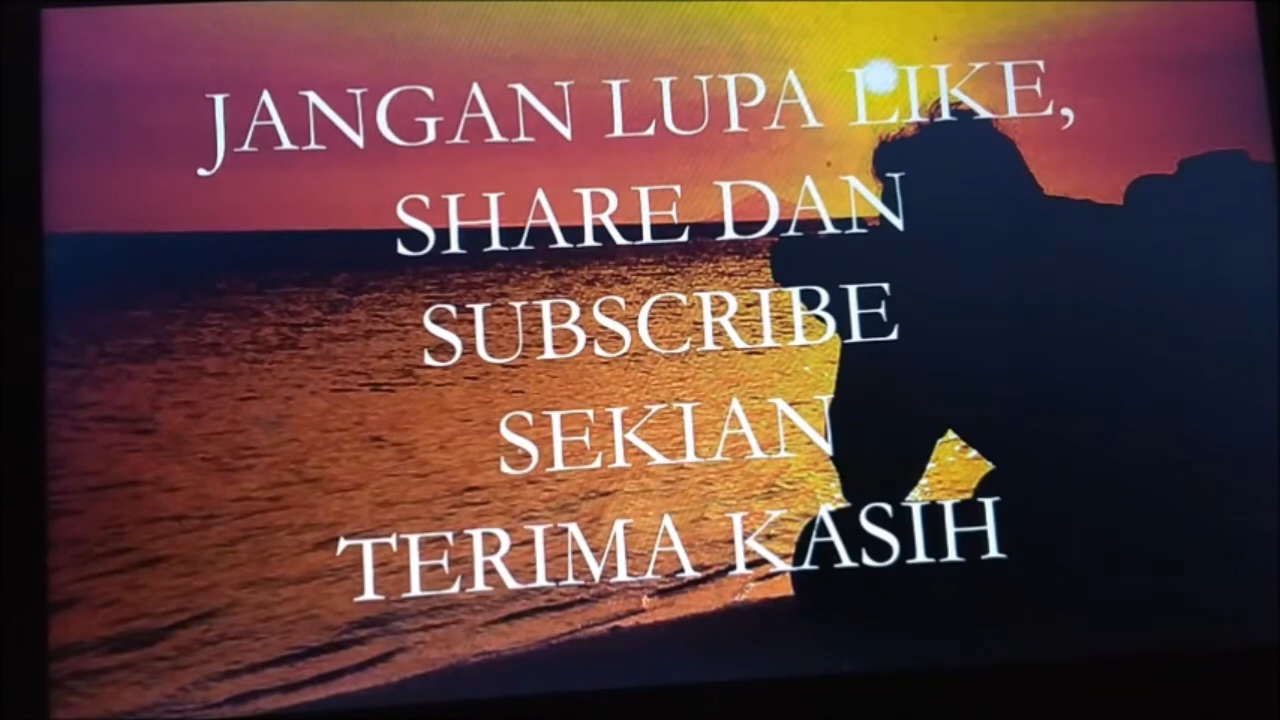 JANGAN LUPA LIKE,
SHARE DAN
SUBSCRIBE
SEKIAN
TERIMA KASIH